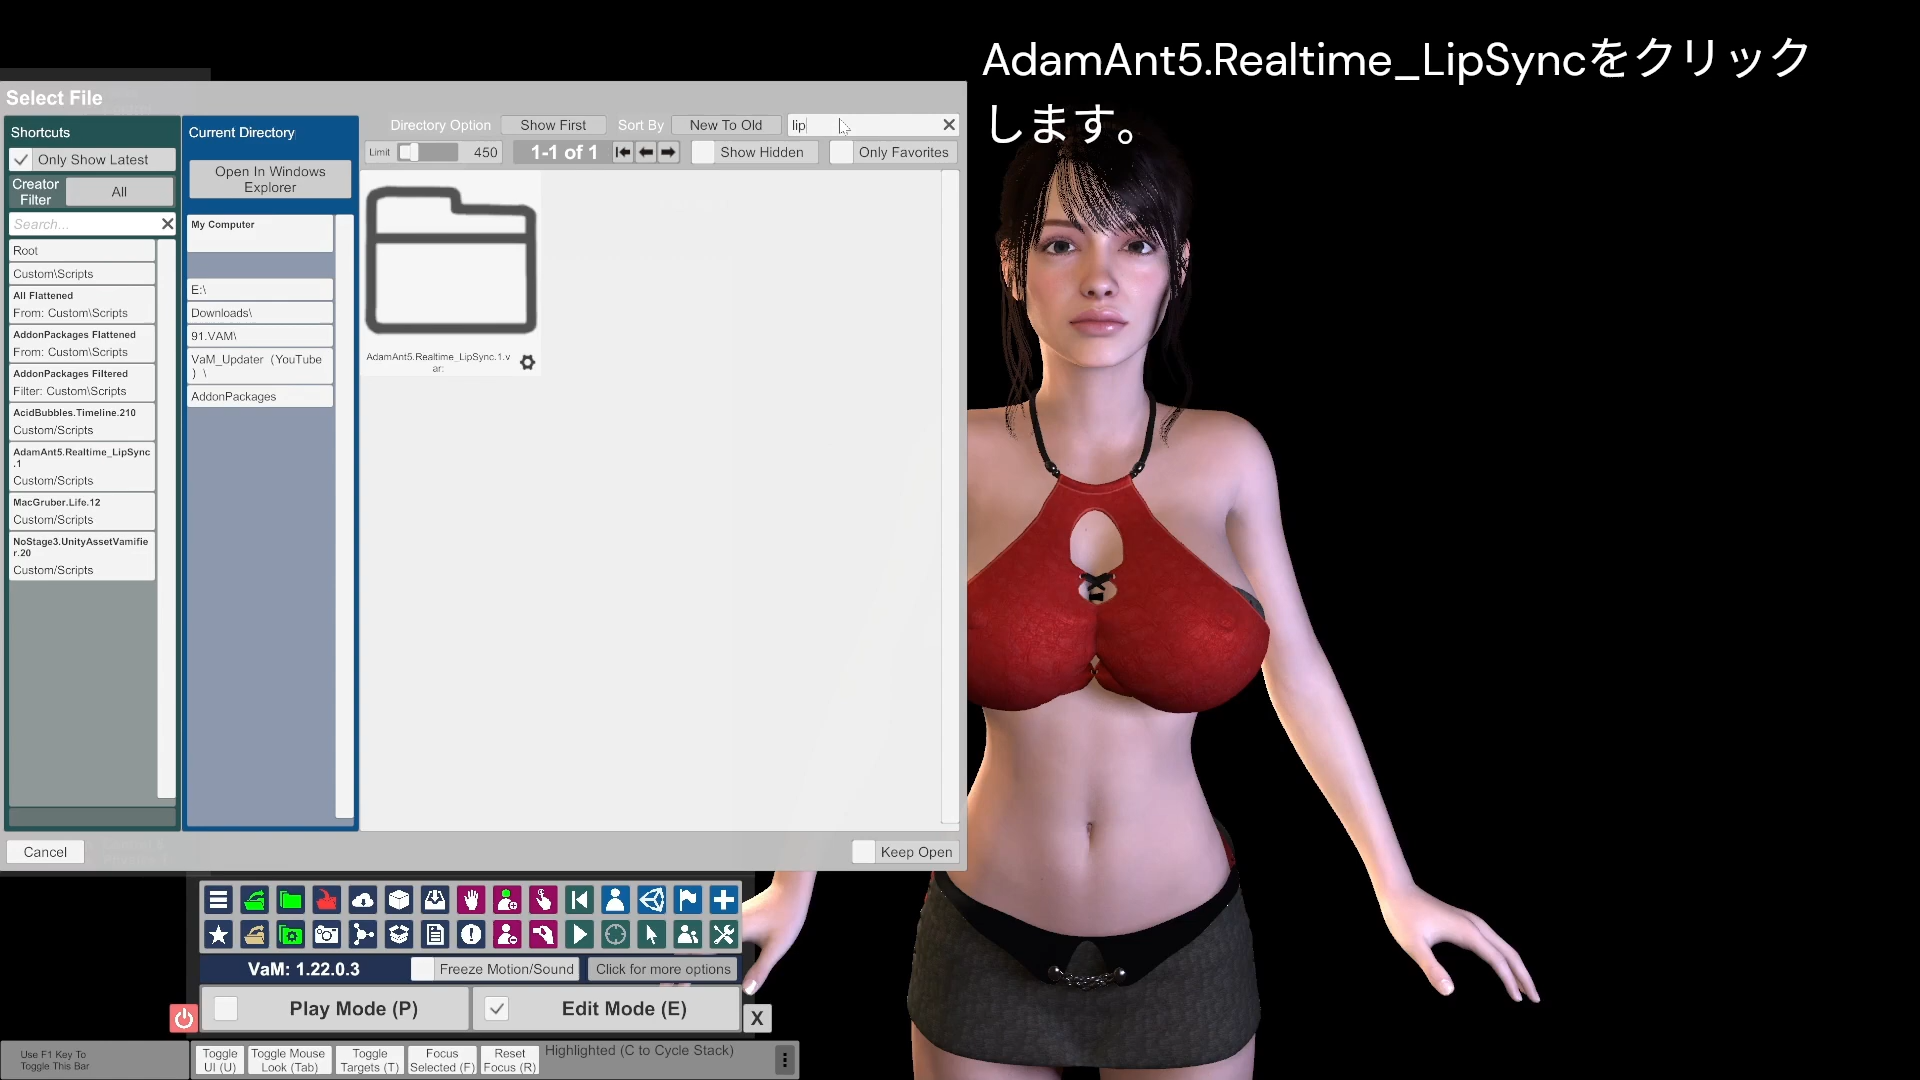 AdamAnt5.Realtime_LipSyncをクリック
します。
Select File
Shortcuts
Only Show Latest
Creator
Filter
All
Search...
Root
Custom\Scripts
All Flattened
From: Custom\Scripts
AddonPackages Flattened
From: Custom\Scripts
AddonPackages Filtered
Filter: Custom\Scripts
AcidBubbles.Timeline.210
Custom/Scripts
AdamAnt5.Realtime_LipSync
.1
Custom/Scripts
MacGruber.Life.12
Custom/Scripts
NoStage3.UnityAssetVamifie
r.20
Custom/Scripts
Current Directory
Open In Windows
Explorer
My Computer
E:\
Downloads\
91.VAM\
VaM_Updater（YouTube
）\
AddonPackages
Directory Option
Show First
Sort By
New To Old
lip
Limit
450
1-1 of 1
Show Hidden
Only Favorites
AdamAnt5.Realtime_LipSync.1.v
ar:
Cancel
Keep Open
VaM: 1.22.0.3
Freeze Motion/Sound
Click for more options
Play Mode (P)
Edit Mode (E)
X
Use F1 Key To
Toggle This Bar
Toggle
UI (U)
Toggle Mouse
Look (Tab)
Toggle
Targets (T)
Focus
Selected (F)
Reset
Focus (R)
Highlighted (C to Cycle Stack)